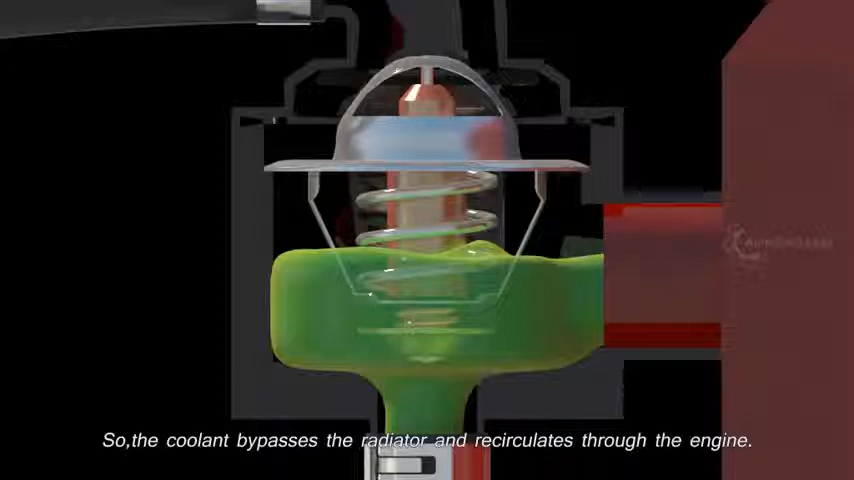 So,the coolant bypasses the radiator and recirculates through the engine.